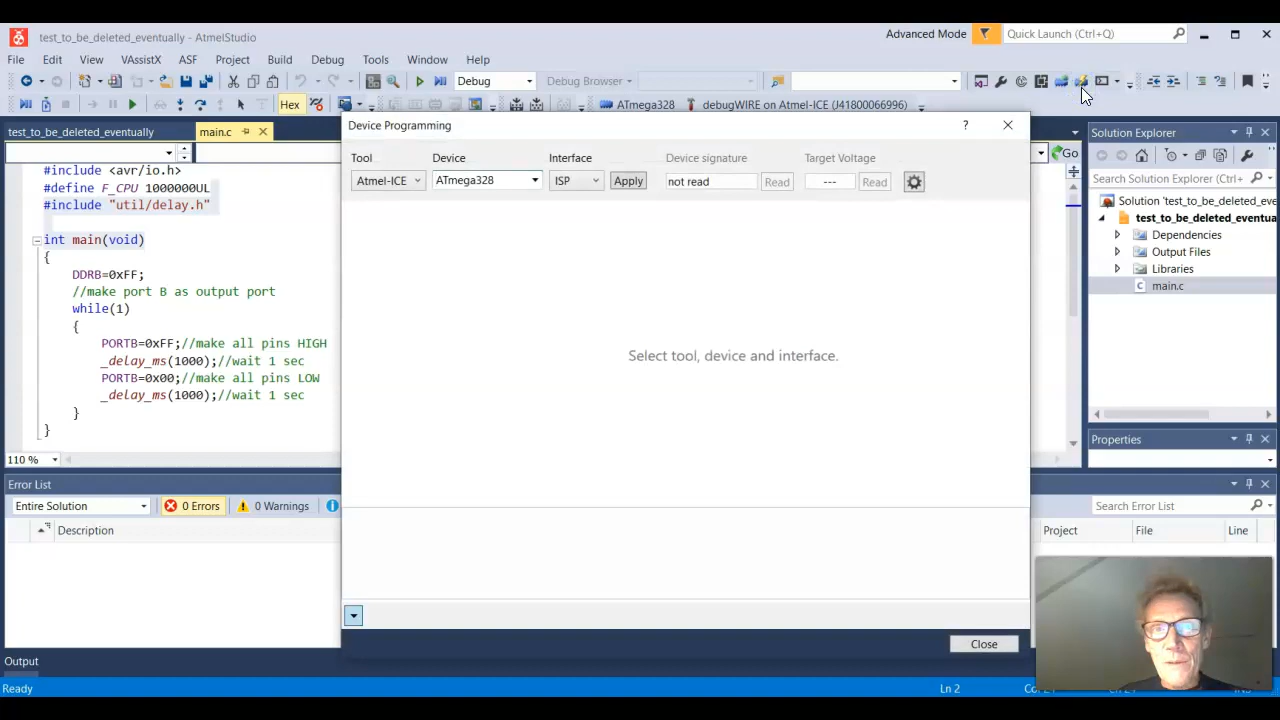 test_to_be_deleted_eventually - AtmelStudio
Advanced Mode
Quick Launch (Ctrl+Q)
File Edit View VAssistX ASF Project Build Debug Tools Window Help
Debug
Debug Browser
Hex
ATmega328
debugWIRE on Atmel-ICE (J41800066996)
test_to_be_deleted_eventually
main.c
Go
#include <avr/io.h>
#define F_CPU 1000000UL
#include "util/delay.h"
int main(void)
{
DDRB=0xFF;
//make port B as output port
while(1)
{
PORTB=0xFF;//make all pins HIGH
_delay_ms(1000);//wait 1 sec
PORTB=0x00;//make all pins LOW
_delay_ms(1000);//wait 1 sec
}
}
110 %
Device Programming
Tool Device Interface Device signature Target Voltage
Atmel-ICE ATmega328 ISP Apply not read Read --- Read
Select tool, device and interface.
Close
Solution Explorer
Search Solution Explorer (Ctrl+
Solution 'test_to_be_deleted_eve
test_to_be_deleted_eventua
Dependencies
Output Files
Libraries
main.c
Properties
Error List
Entire Solution
0 Errors
0 Warnings
Search Error List
Description
Project File Line
Output
Ready
Ln 2